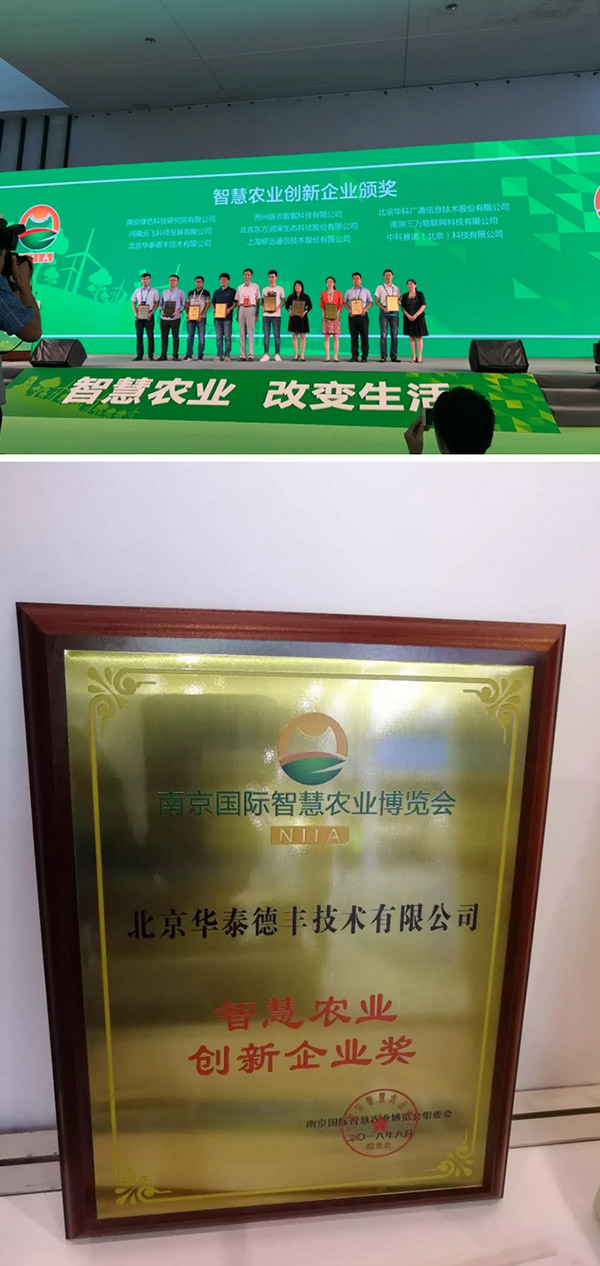 智慧农业创新企业颁奖
南京绿色科技研究院有限公司
苏州联点数据科技有限公司
北京华科广通信息技术股份有限公司
河南云飞科技发展有限公司
北京东方润泽生态科技股份有限公司
南京三万物联网科技有限公司
北京华泰德丰技术有限公司
上海移远通信技术股份有限公司
中科赛诺（北京）科技有限公司
NIIA
智慧农业 改变生活
南京国际智慧农业博览会
NIIA
北京华泰德丰技术有限公司
智慧农业
创新企业奖
南京国际智慧农业博览会组委会
二〇一八年八月
组委会